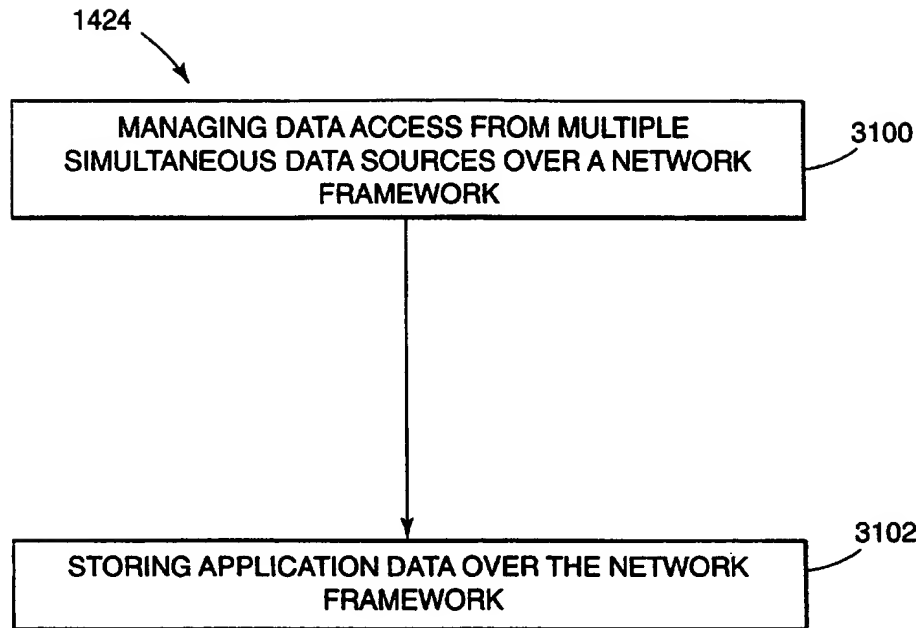 1424
MANAGING DATA ACCESS FROM MULTIPLE
SIMULTANEOUS DATA SOURCES OVER A NETWORK
FRAMEWORK
3100
STORING APPLICATION DATA OVER THE NETWORK
FRAMEWORK
3102